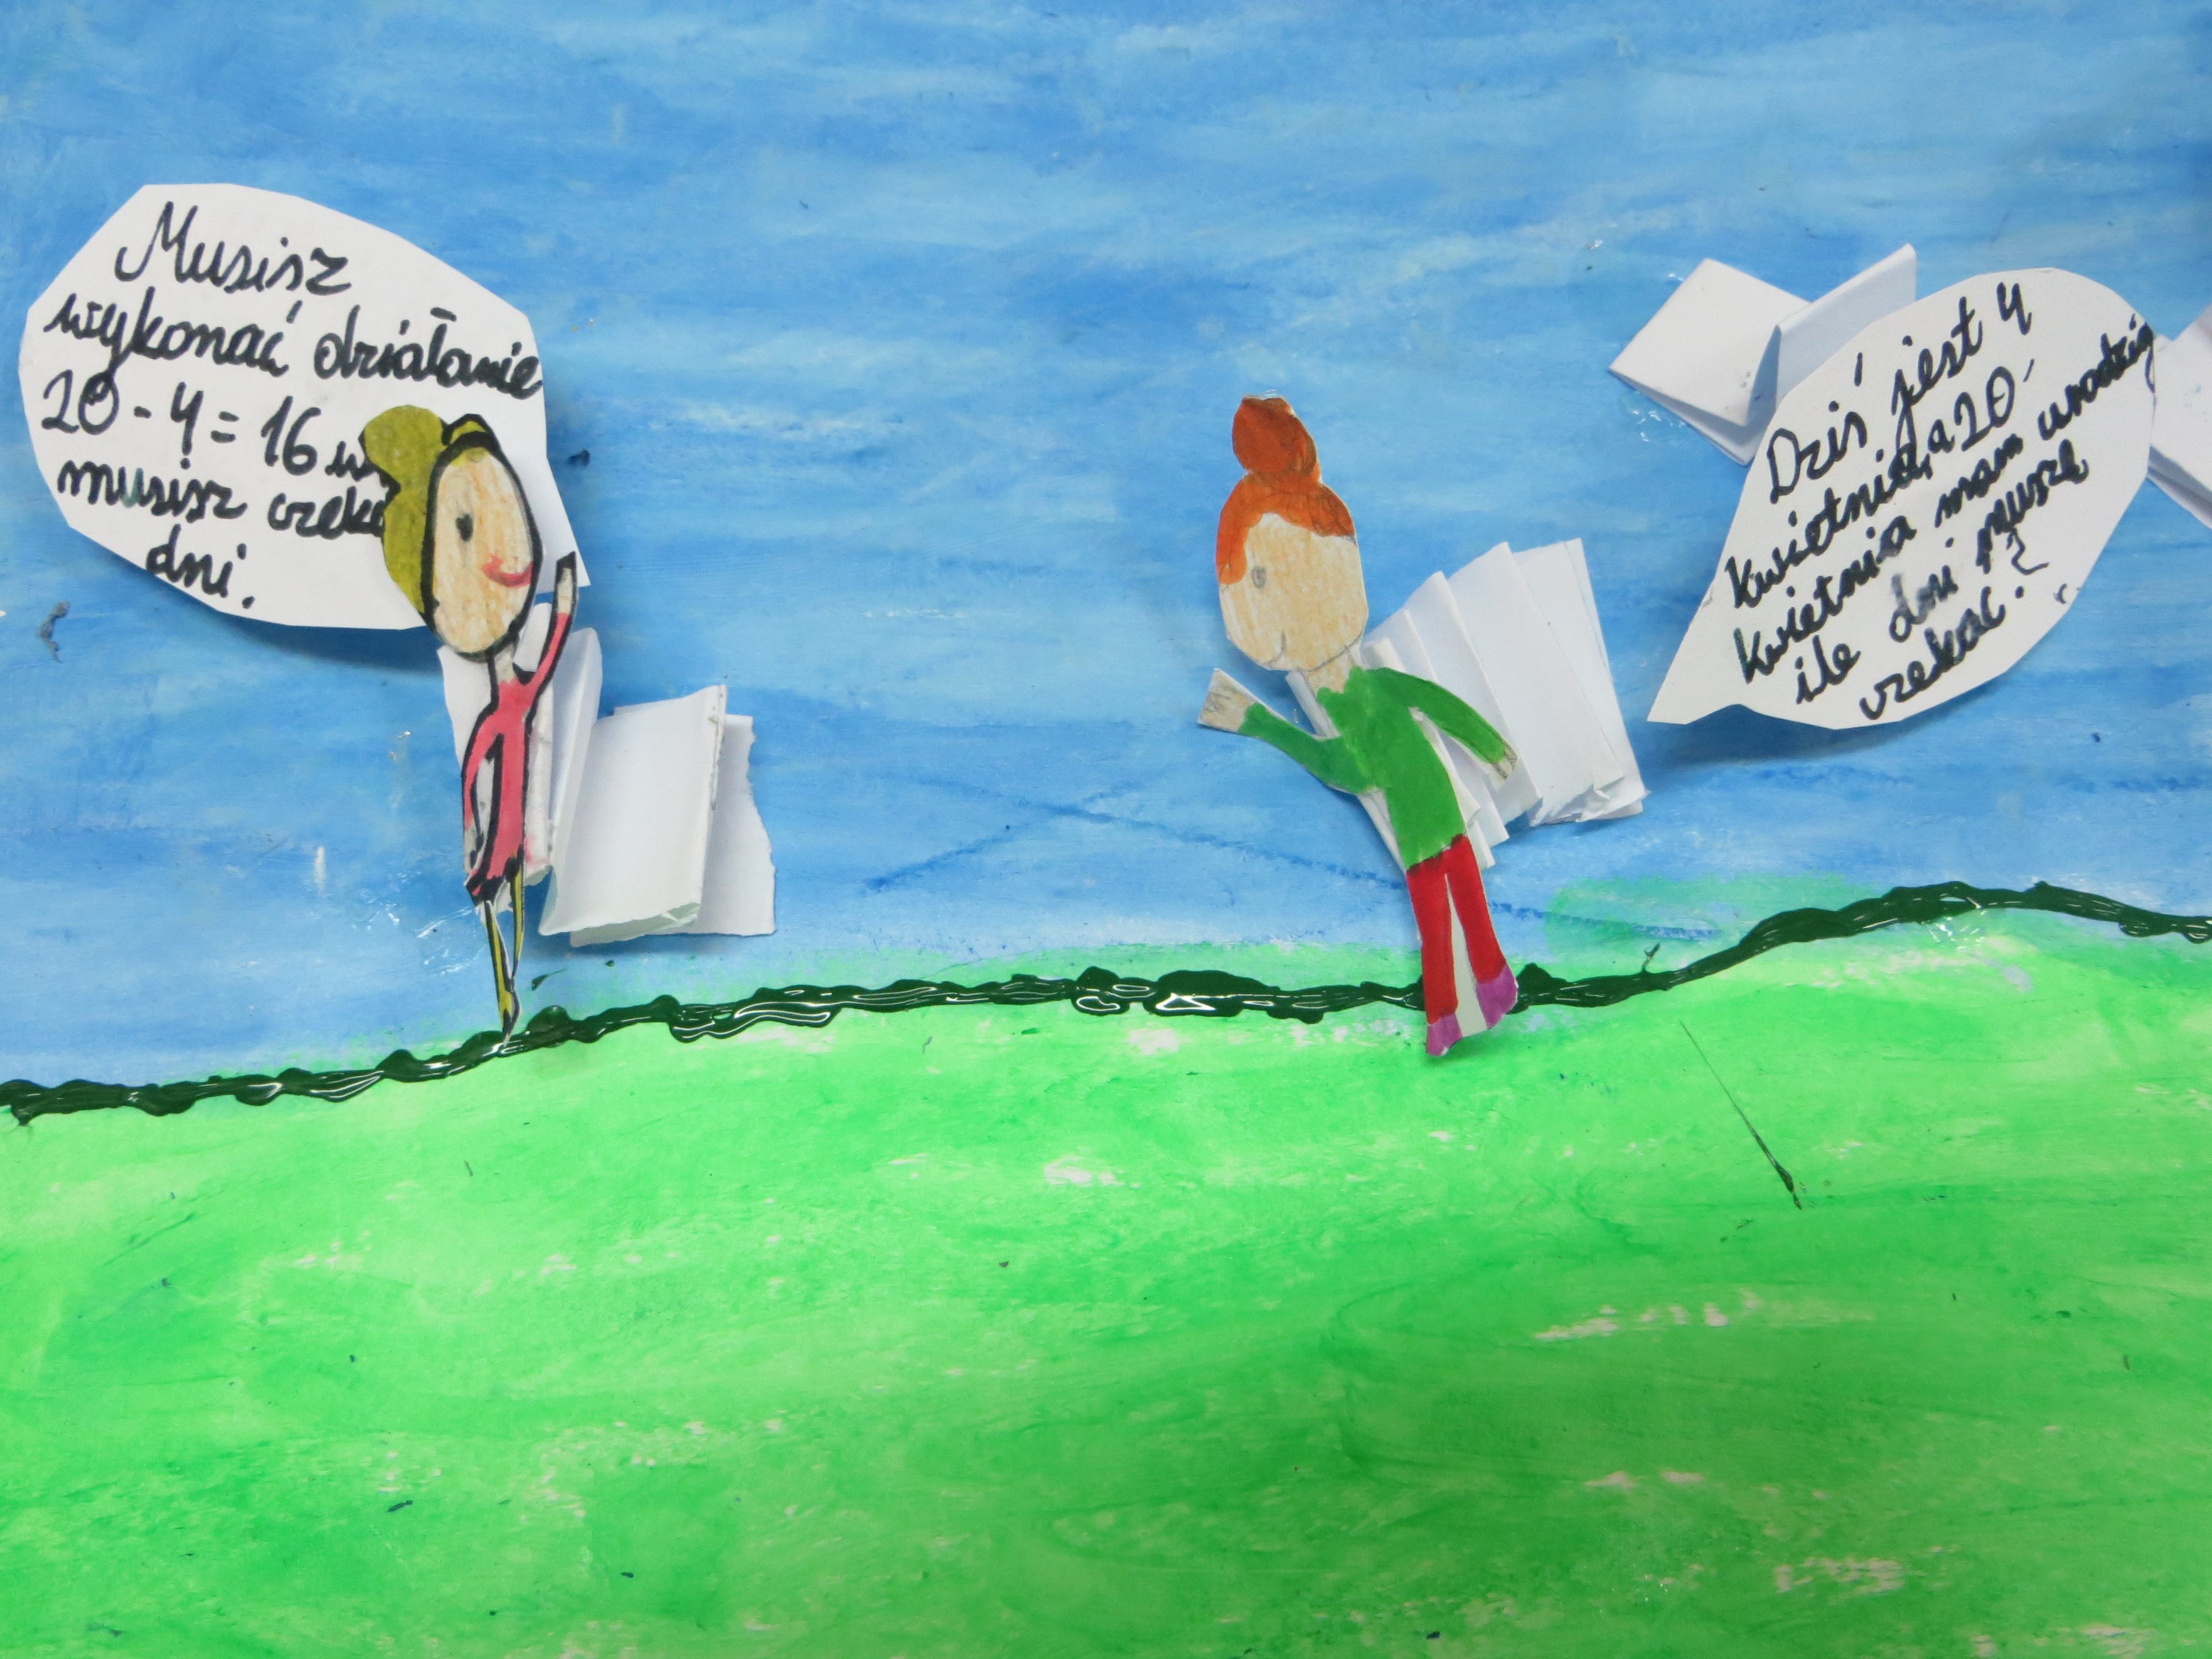 Musisz
wykonać działanie
20 - 4 = 16
musisz
dni.
Dziś jest 4
kwietnia, a 20
kwietnia mam urodziny
ile dni muszę
czekać?